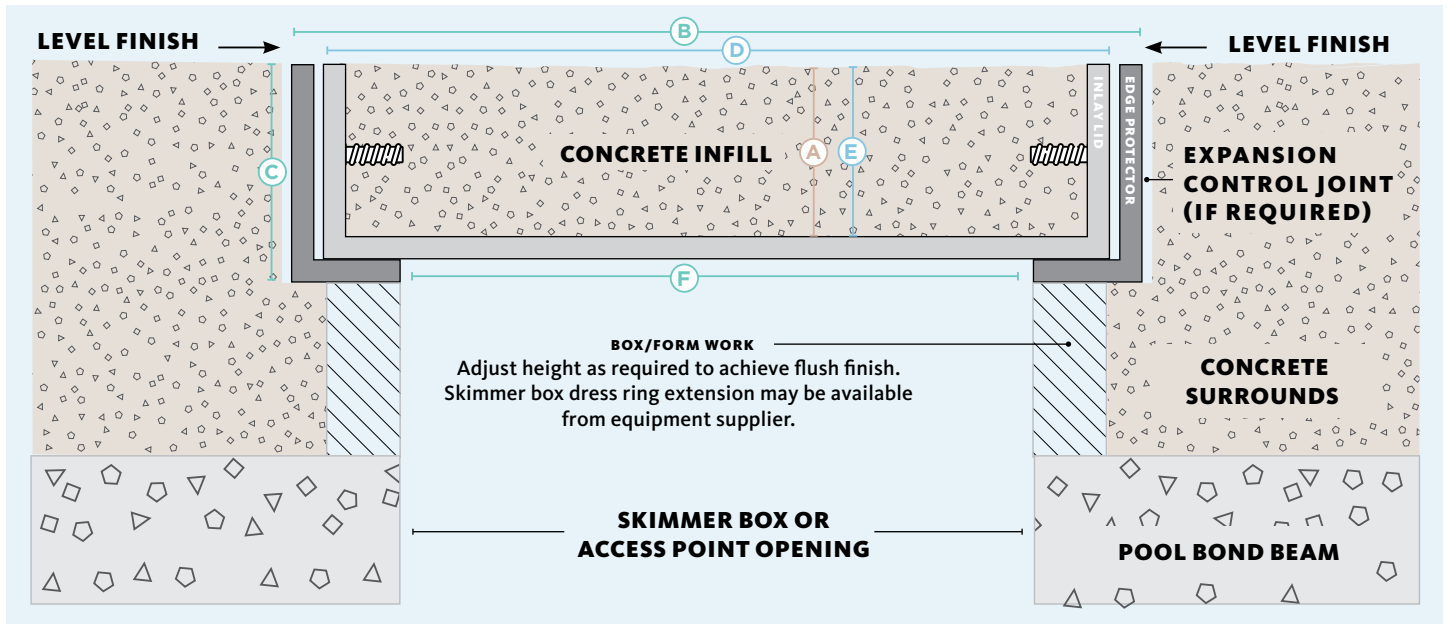 LEVEL FINISH
B
D
LEVEL FINISH
INLAY LID
EDGE PROTECTOR
C
CONCRETE INFILL
A
E
EXPANSION
CONTROL JOINT
(IF REQUIRED)
F
BOX/FORM WORK
Adjust height as required to achieve flush finish.
Skimmer box dress ring extension may be available
from equipment supplier.
CONCRETE
SURROUNDS
SKIMMER BOX OR
ACCESS POINT OPENING
POOL BOND BEAM